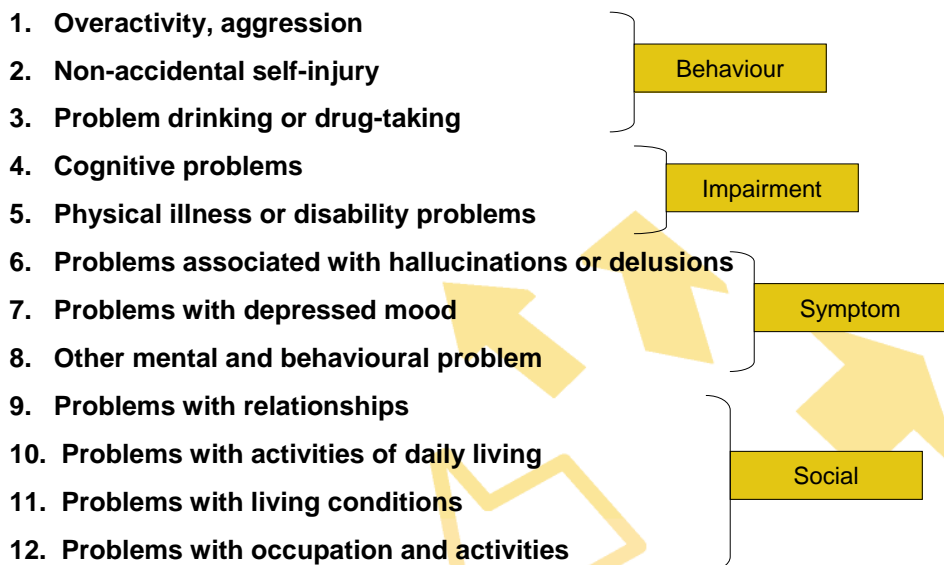 1. Overactivity, aggression
2. Non-accidental self-injury
Behaviour
3. Problem drinking or drug-taking
4. Cognitive problems
Impairment
5. Physical illness or disability problems
6. Problems associated with hallucinations or delusions
7. Problems with depressed mood
Symptom
8. Other mental and behavioural problem
9. Problems with relationships
10. Problems with activities of daily living
Social
11. Problems with living conditions
12. Problems with occupation and activities